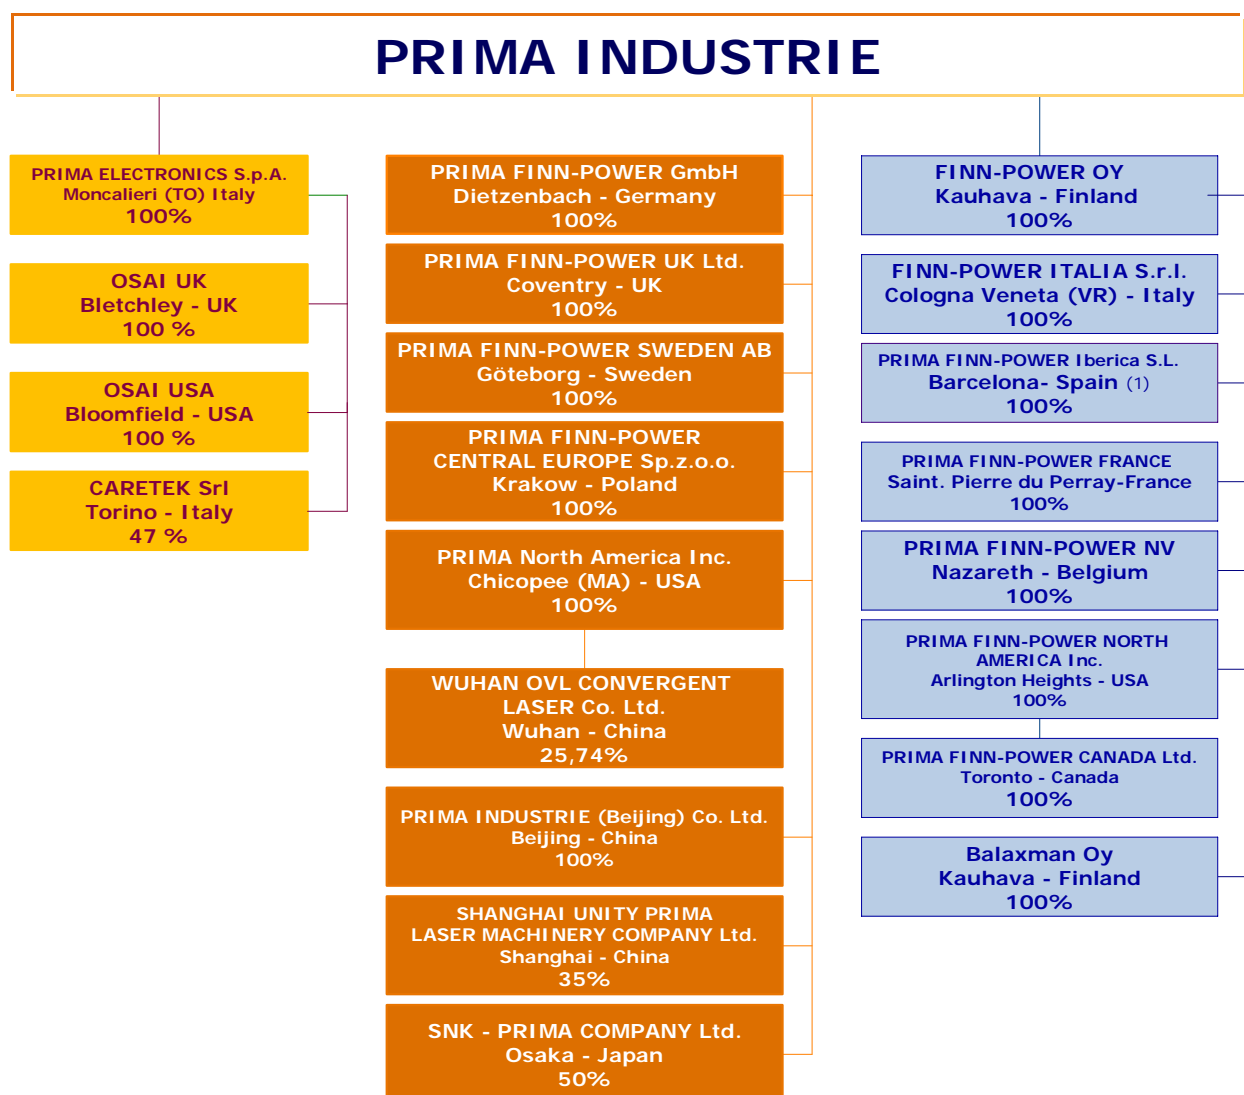 PRIMA INDUSTRIE
PRIMA ELECTRONICS S.p.A.
Moncalieri (TO) Italy
100%
OSAI UK
Bletchley - UK
100 %
OSAI USA
Bloomfield - USA
100 %
CARETEK Srl
Torino - Italy
47 %
PRIMA FINN-POWER GmbH
Dietzenbach - Germany
100%
PRIMA FINN-POWER UK Ltd.
Coventry - UK
100%
PRIMA FINN-POWER SWEDEN AB
Göteborg - Sweden
100%
PRIMA FINN-POWER
CENTRAL EUROPE Sp.z.o.o.
Krakow - Poland
100%
PRIMA North America Inc.
Chicopee (MA) - USA
100%
WUHAN OVL CONVERGENT
LASER Co. Ltd.
Wuhan - China
25,74%
PRIMA INDUSTRIE (Beijing) Co. Ltd.
Beijing - China
100%
SHANGHAI UNITY PRIMA
LASER MACHINERY COMPANY Ltd.
Shanghai - China
35%
SNK - PRIMA COMPANY Ltd.
Osaka - Japan
50%
FINN-POWER OY
Kauhava - Finland
100%
FINN-POWER ITALIA S.r.l.
Cologna Veneta (VR) - Italy
100%
PRIMA FINN-POWER Iberica S.L.
Barcelona- Spain (1)
100%
PRIMA FINN-POWER FRANCE
Saint. Pierre du Perray-France
100%
PRIMA FINN-POWER NV
Nazareth - Belgium
100%
PRIMA FINN-POWER NORTH
AMERICA Inc.
Arlington Heights - USA
100%
PRIMA FINN-POWER CANADA Ltd.
Toronto - Canada
100%
Balaxman Oy
Kauhava - Finland
100%